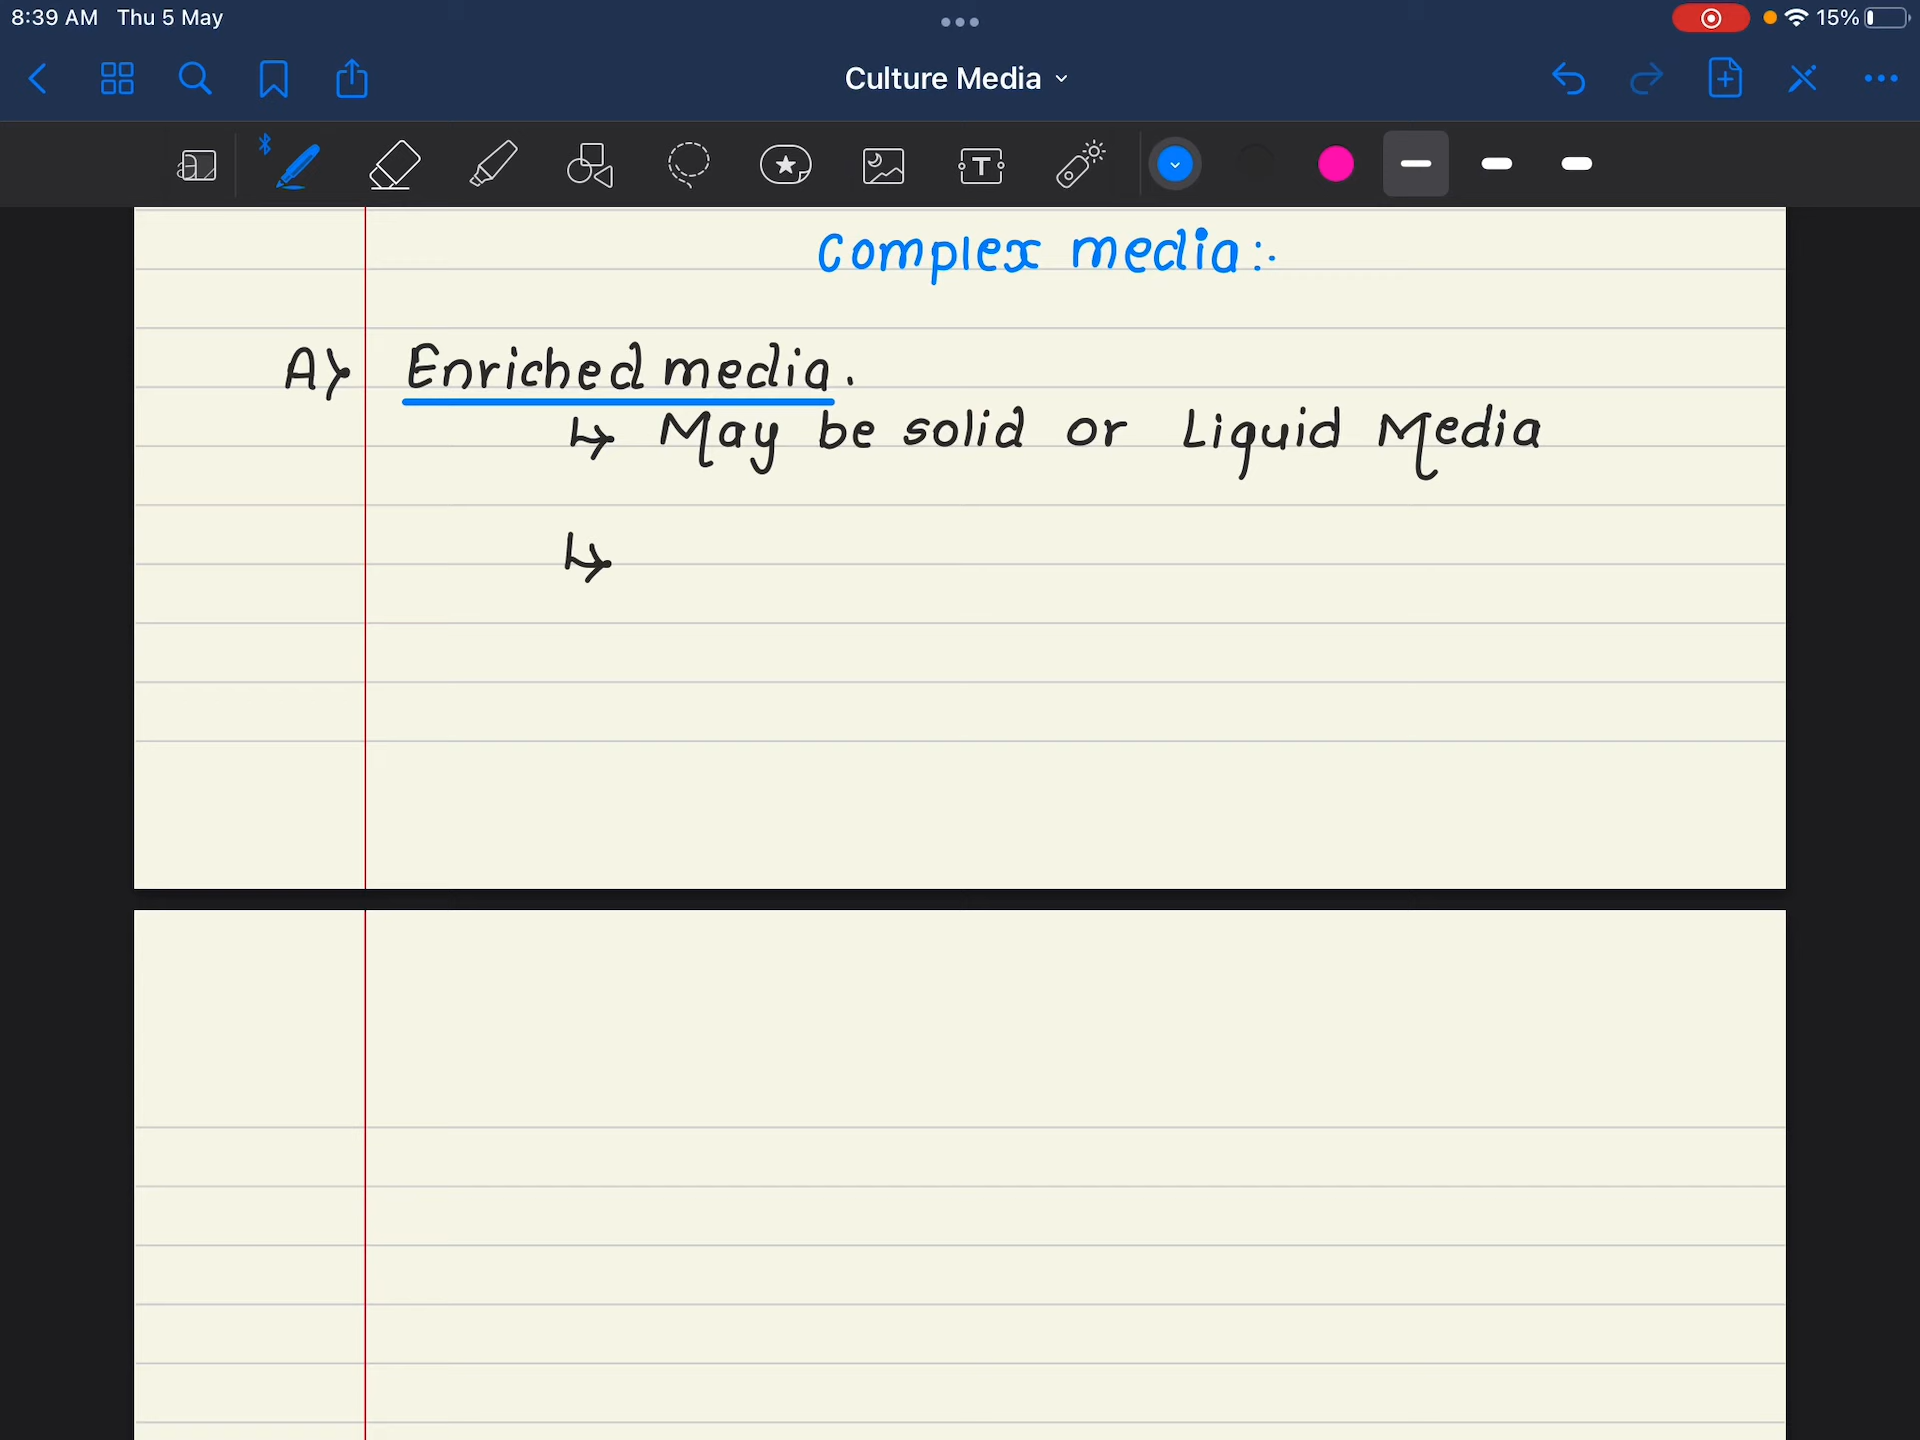 8:39 AM Thu 5 May 15%
Culture Media
T
Complex media:-
A) Enriched media.
↳ May be solid or Liquid Media
↳